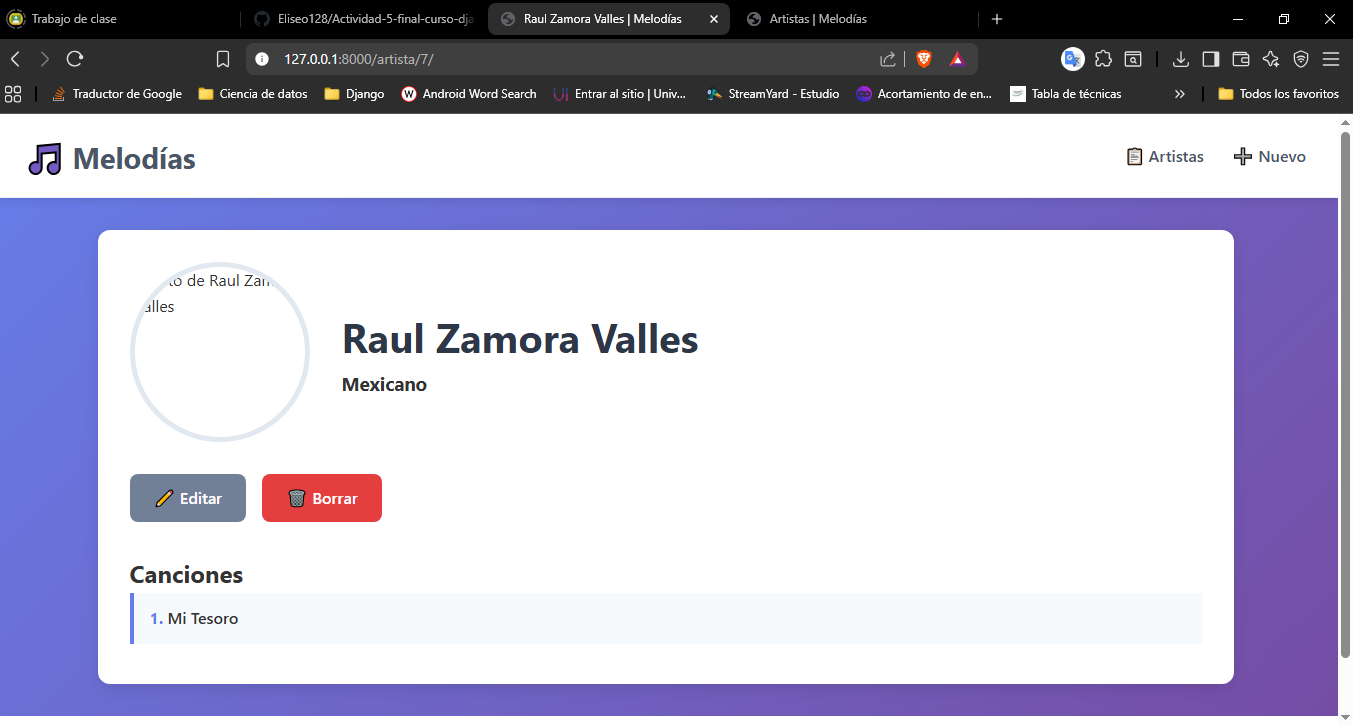 Trabajo de clase
Eliseo128/Actividad-5-final-curso-dja
Raul Zamora Valles | Melodías
Artistas | Melodías
127.0.0.1:8000/artista/7/
Traductor de Google
Ciencia de datos
Django
Android Word Search
Entrar al sitio | Univ...
StreamYard - Estudio
Acortamiento de en...
Tabla de técnicas
Todos los favoritos
Melodías
Artistas
Nuevo
to de Raul Zam
alles
Raul Zamora Valles
Mexicano
Editar
Borrar
Canciones
1. Mi Tesoro